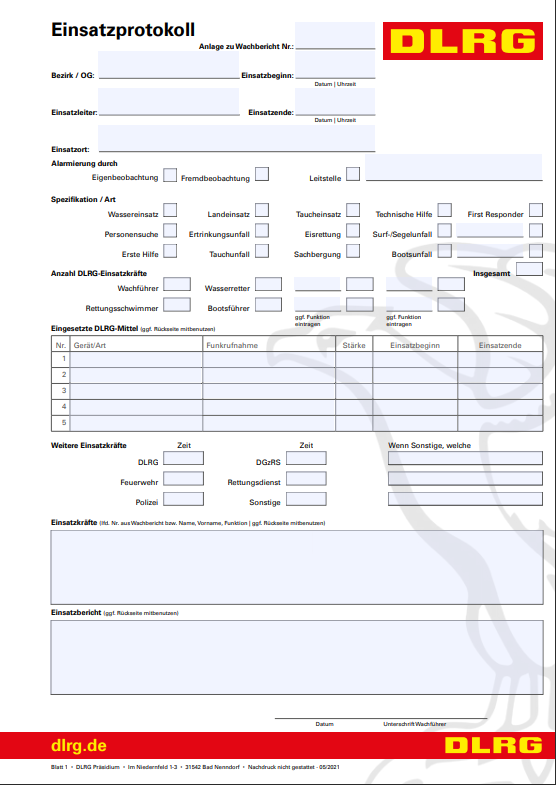 Einsatzprotokoll
DLRG
Anlage zu Wachbericht Nr.:
Bezirk / OG: Einsatzbeginn:
Datum | Uhrzeit
Einsatzleiter: Einsatzende:
Datum | Uhrzeit
Einsatzort:
Alarmierung durch
Eigenbeobachtung Fremdbeobachtung Leitstelle
Spezifikation / Art
Wassereinsatz Landeinsatz Taucheinsatz Technische Hilfe First Responder
Personensuche Ertrinkungsunfall Eisrettung Surf-/Segelunfall
Erste Hilfe Tauchunfall Sachbergung Bootsunfall
Anzahl DLRG-Einsatzkräfte Insgesamt
Wachführer Wasserretter
Rettungsschwimmer Bootsführer
ggf. Funktion eintragen ggf. Funktion eintragen
Eingesetzte DLRG-Mittel (ggf. Rückseite mitbenutzen)
Nr. Gerät/Art Funkrufnahme Stärke Einsatzbeginn Einsatzende
1
2
3
4
5
Weitere Einsatzkräfte Zeit Zeit Wenn Sonstige, welche
DLRG DGzRS
Feuerwehr Rettungsdienst
Polizei Sonstige
Einsatzkräfte (lfd. Nr. aus Wachbericht bzw. Name, Vorname, Funktion | ggf. Rückseite mitbenutzen)
Einsatzbericht (ggf. Rückseite mitbenutzen)
Datum Unterschrift Wachführer
dlrg.de DLRG
Blatt 1 • DLRG Präsidium • Im Niedernfeld 1-3 • 31542 Bad Nenndorf • Nachdruck nicht gestattet - 05/2021